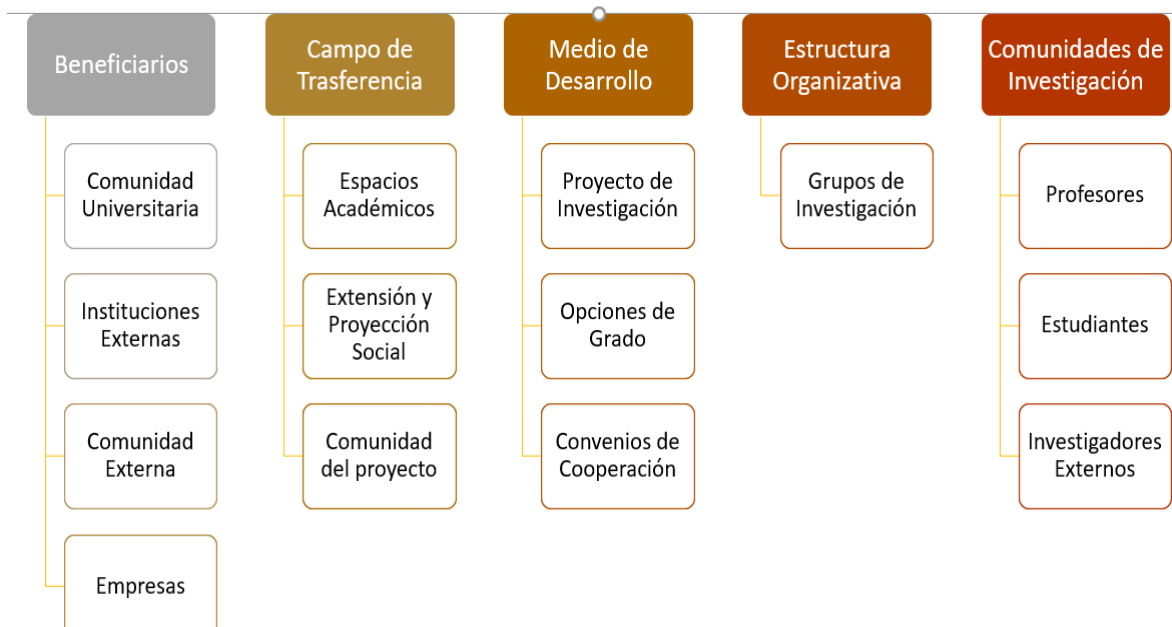 Beneficiarios
Comunidad
Universitaria
Instituciones
Externas
Comunidad
Externa
Empresas
Campo de
Trasferencia
Espacios
Académicos
Extensión y
Proyección
Social
Comunidad
del proyecto
Medio de
Desarrollo
Proyecto de
Investigación
Opciones de
Grado
Convenios de
Cooperación
Estructura
Organizativa
Grupos de
Investigación
Comunidades de
Investigación
Profesores
Estudiantes
Investigadores
Externos